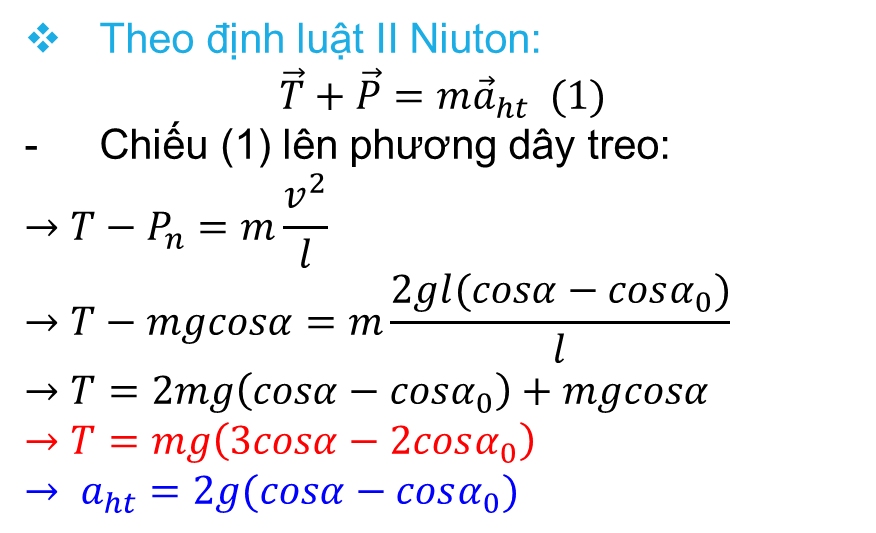 ❖ Theo định luật II Niuton:
$\vec{T} + \vec{P} = m\vec{a}_{ht}$ (1)
- Chiếu (1) lên phương dây treo:
$\rightarrow T - P_n = m\frac{v^2}{l}$
$\rightarrow T - mgcos\alpha = m\frac{2gl(cos\alpha - cos\alpha_0)}{l}$
$\rightarrow T = 2mg(cos\alpha - cos\alpha_0) + mgcos\alpha$
$\rightarrow T = mg(3cos\alpha - 2cos\alpha_0)$
$\rightarrow a_{ht} = 2g(cos\alpha - cos\alpha_0)$